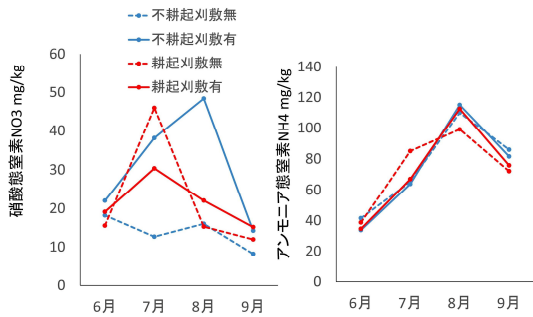 不耕起刈敷無
不耕起刈敷有
耕起刈敷無
耕起刈敷有
硝酸態窒素NO3 mg/kg
60
50
40
30
20
10
0
6月 7月 8月 9月
アンモニア態窒素NH4 mg/kg
140
120
100
80
60
40
20
0
6月 7月 8月 9月